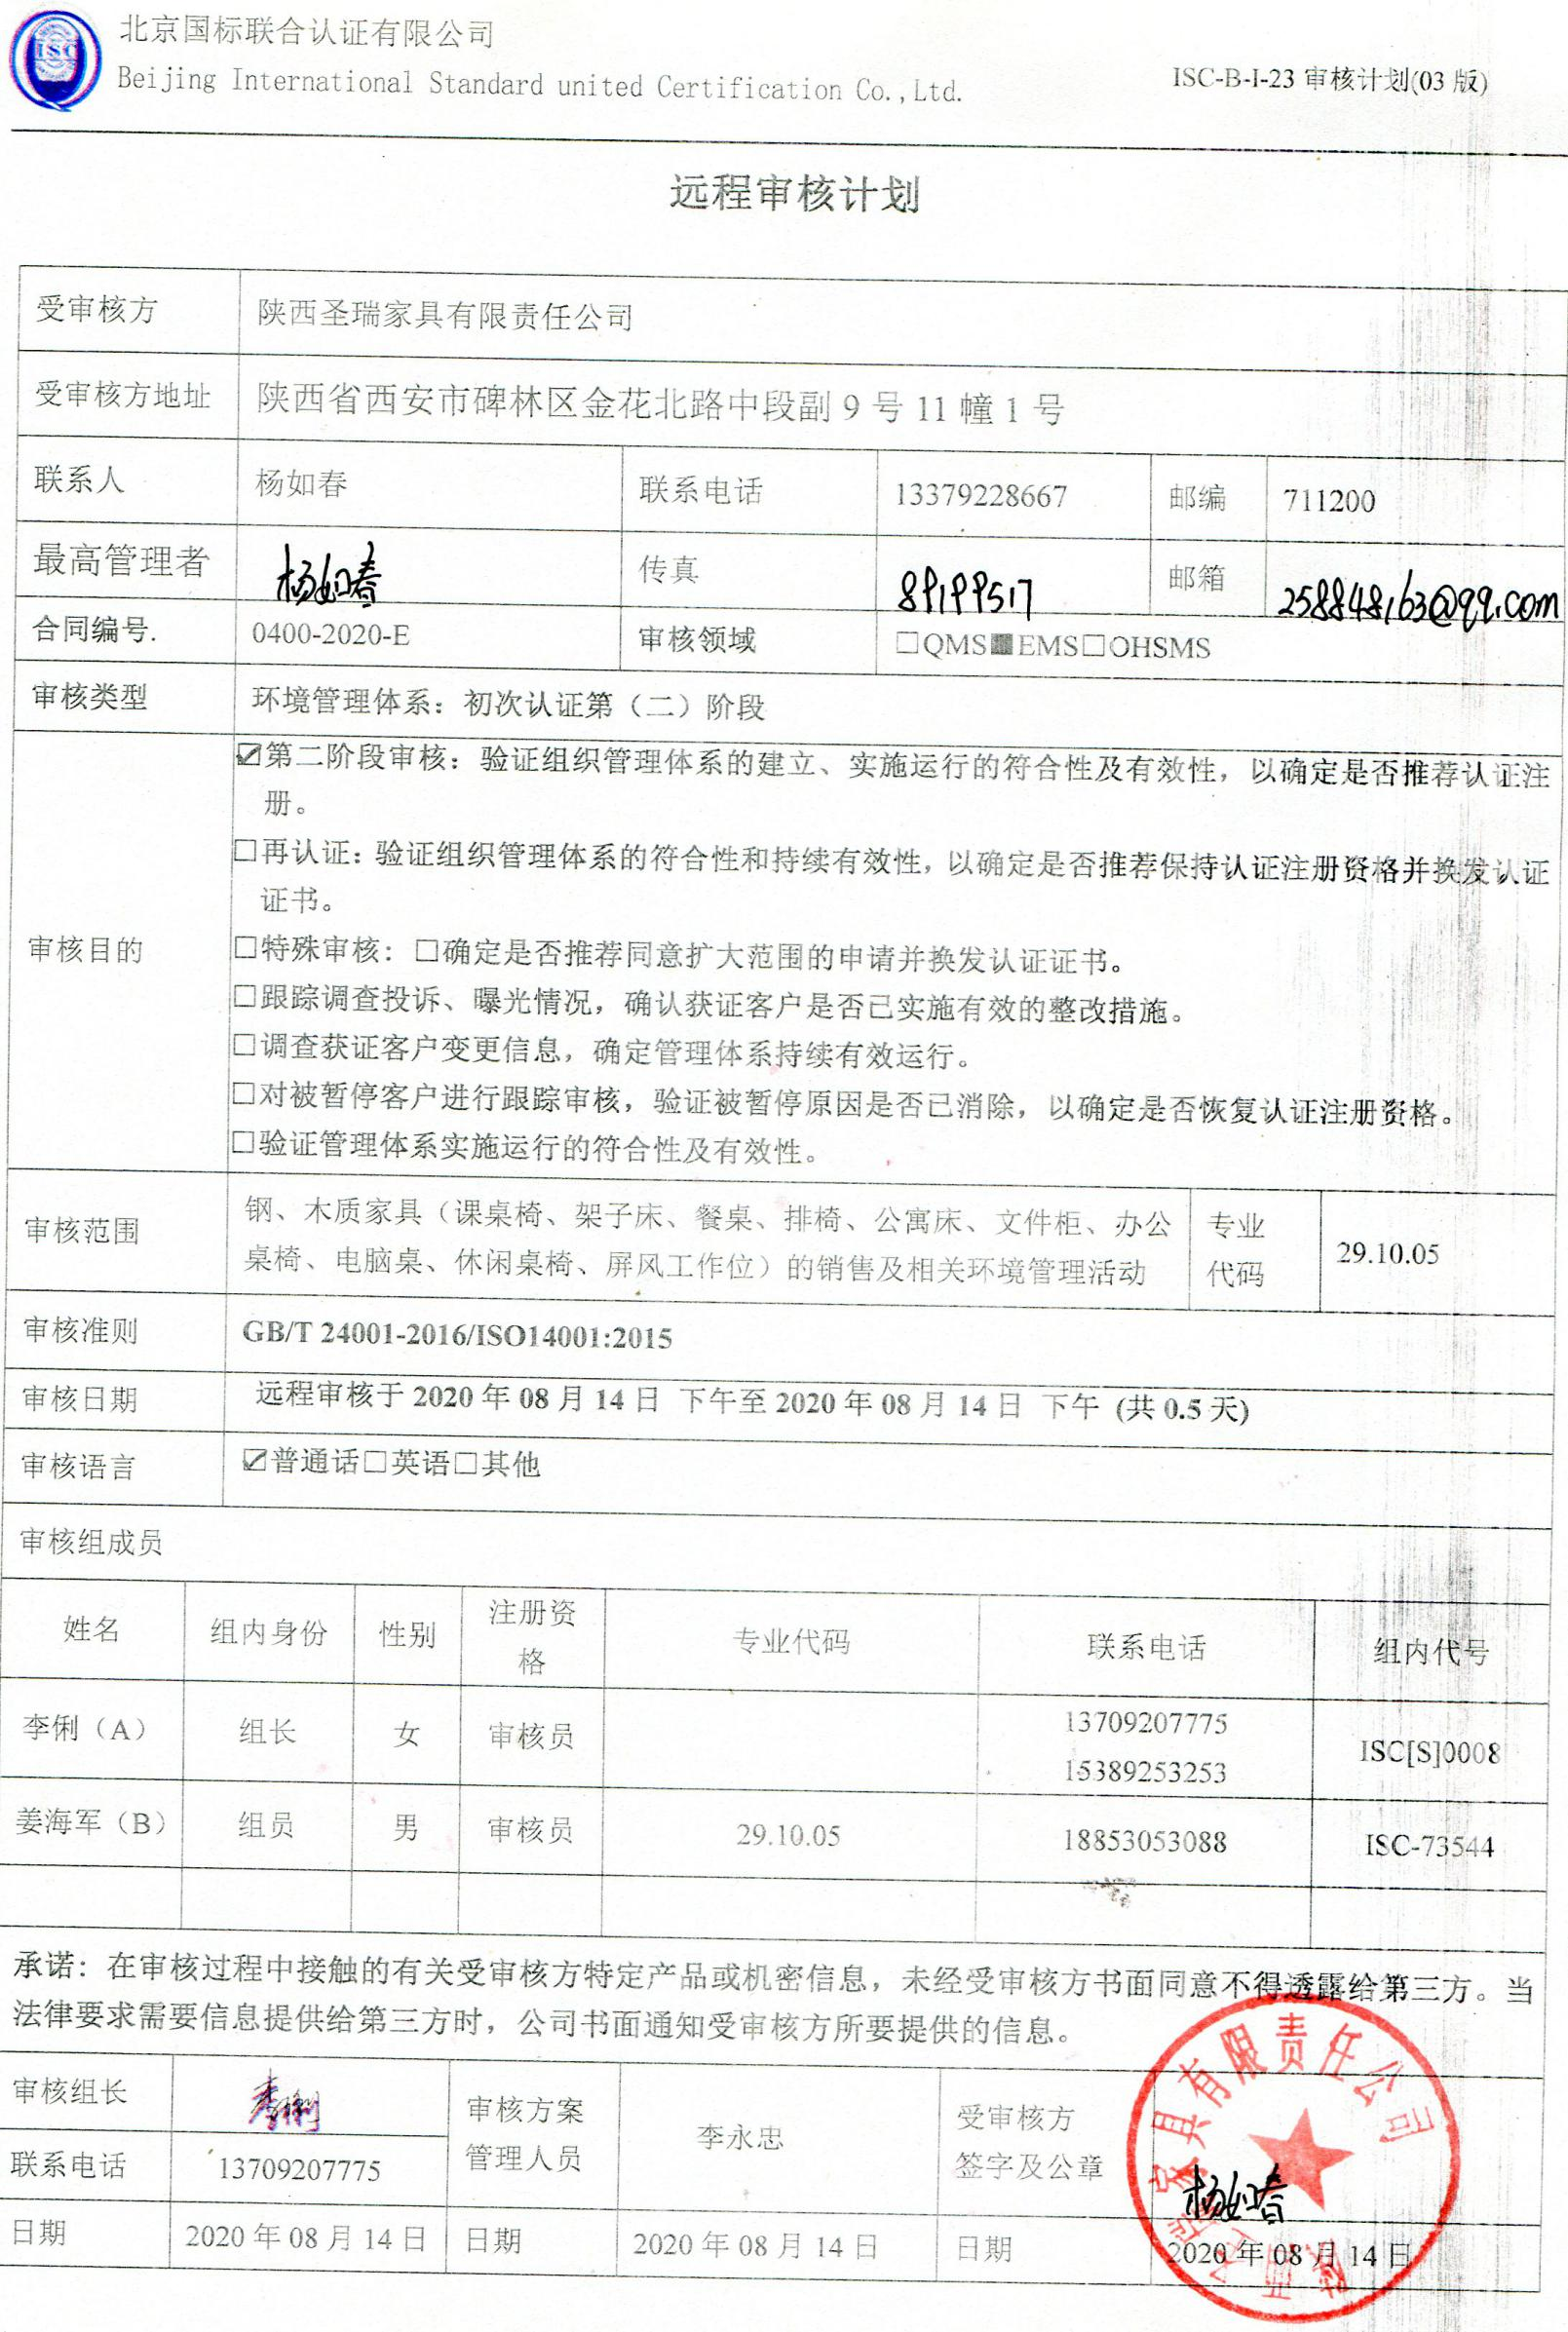 ISC
北京国标联合认证有限公司
Beijing International Standard united Certification Co.,Ltd.
ISC-B-I-23 审核计划(03 版)
远程审核计划
受审核方 陕西圣瑞家具有限责任公司
受审核方地址 陕西省西安市碑林区金花北路中段副 9 号 11 幢 1 号
联系人 杨如春 联系电话 13379228667 邮编 711200
最高管理者 杨如春 传真 89199517 邮箱 258848163@qq.com
合同编号. 0400-2020-E 审核领域 □QMS■EMS□OHSMS
审核类型 环境管理体系：初次认证第（二）阶段
审核目的
☑第二阶段审核：验证组织管理体系的建立、实施运行的符合性及有效性，以确定是否推荐认证注
册。
□再认证：验证组织管理体系的符合性和持续有效性，以确定是否推荐保持认证注册资格并换发认证
证书。
□特殊审核：□确定是否推荐同意扩大范围的申请并换发认证证书。
□跟踪调查投诉、曝光情况，确认获证客户是否已实施有效的整改措施。
□调查获证客户变更信息，确定管理体系持续有效运行。
□对被暂停客户进行跟踪审核，验证被暂停原因是否已消除，以确定是否恢复认证注册资格。
□验证管理体系实施运行的符合性及有效性。
审核范围
钢、木质家具（课桌椅、架子床、餐桌、排椅、公寓床、文件柜、办公
桌椅、电脑桌、休闲桌椅、屏风工作位）的销售及相关环境管理活动
专业
代码
29.10.05
审核准则 GB/T 24001-2016/ISO14001:2015
审核日期 远程审核于 2020 年 08 月 14 日 下午至 2020 年 08 月 14 日 下午 (共 0.5 天)
审核语言 ☑普通话□英语□其他
审核组成员
姓名 组内身份 性别 注册资
格 专业代码 联系电话 组内代号
李俐（A） 组长 女 审核员 13709207775
15389253253 ISC[S]0008
姜海军（B） 组员 男 审核员 29.10.05 18853053088 ISC-73544
承诺：在审核过程中接触的有关受审核方特定产品或机密信息，未经受审核方书面同意不得透露给第三方。当
法律要求需要信息提供给第三方时，公司书面通知受审核方所要提供的信息。
审核组长 李俐
审核方案
管理人员
李永忠
受审核方
签字及公章
杨如春
联系电话 13709207775
日期 2020 年 08 月 14 日 日期 2020 年 08 月 14 日 日期 2020 年 08 月 14 日
家具有限责任公司